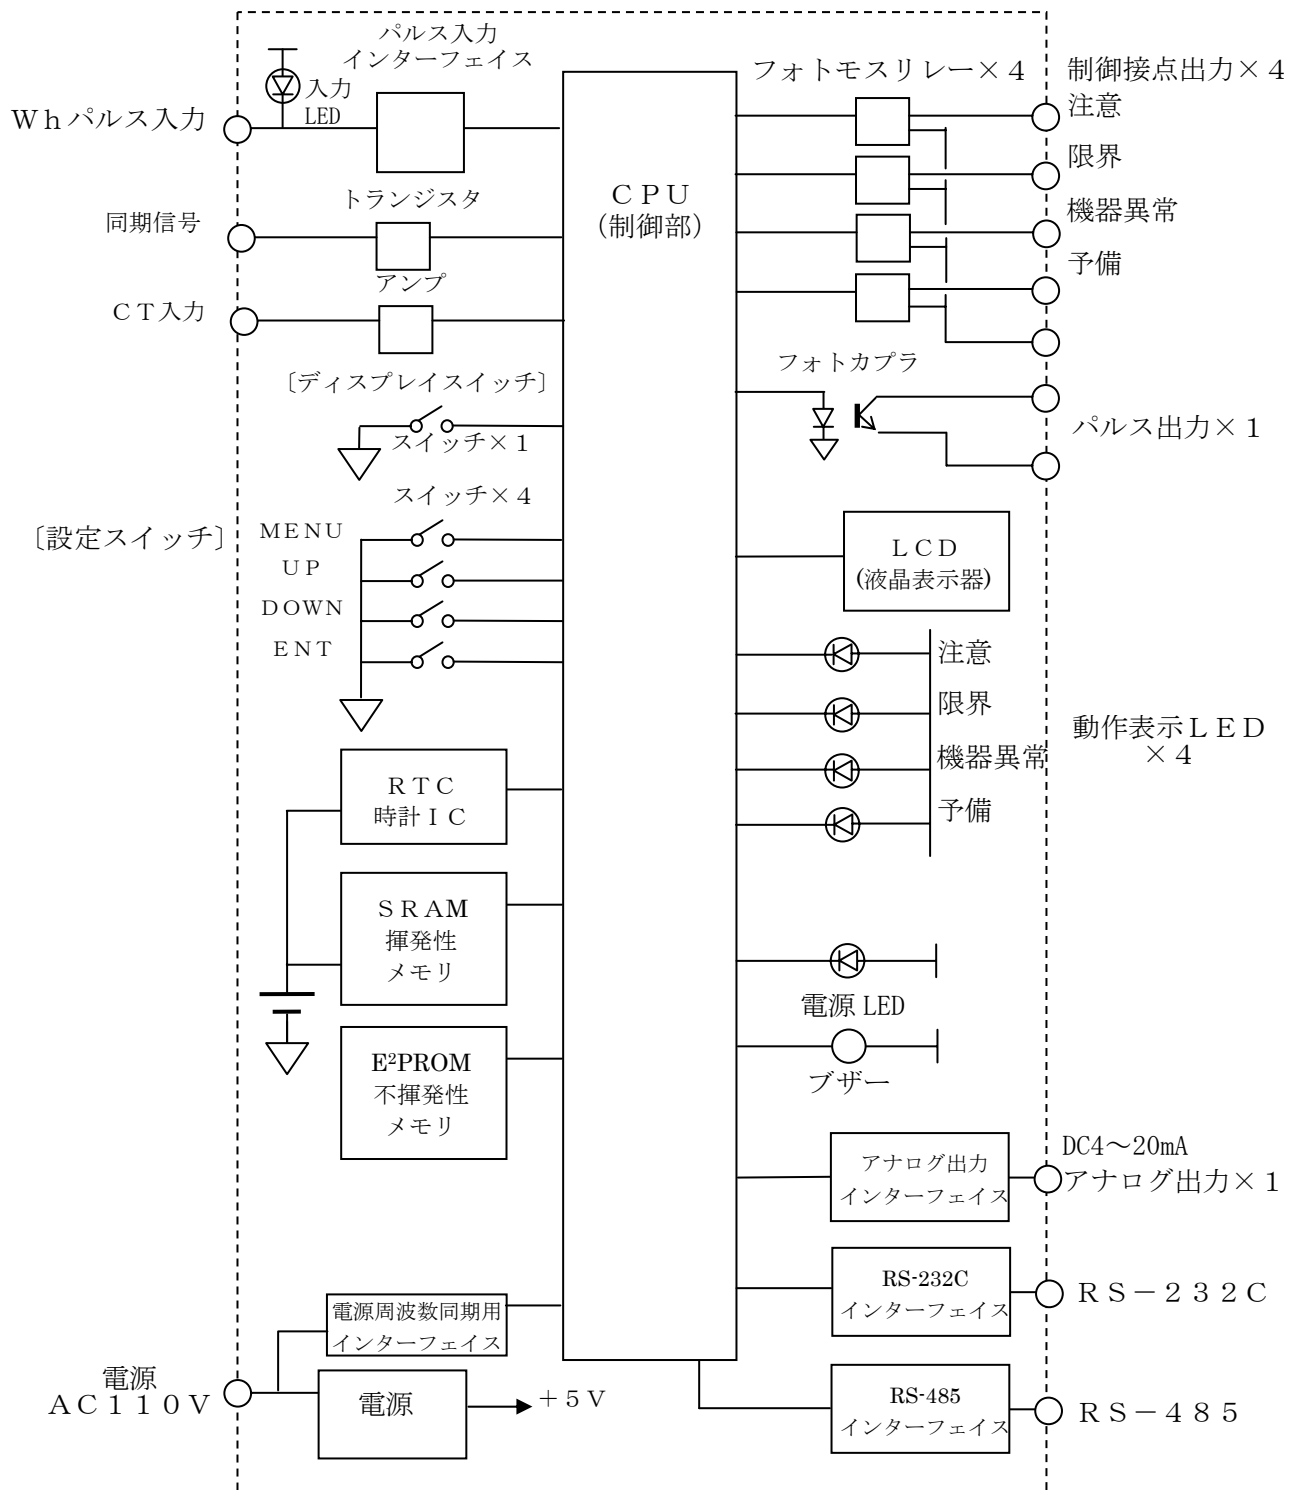 パルス入力
インターフェイス
入力
LED
Ｗｈパルス入力
トランジスタ
同期信号
アンプ
ＣＴ入力
〔ディスプレイスイッチ〕
スイッチ×１
スイッチ×４
〔設定スイッチ〕
ＭＥＮＵ
ＵＰ
ＤＯＷＮ
ＥＮＴ
ＲＴＣ
時計ＩＣ
ＳＲＡＭ
揮発性
メモリ
E²PROM
不揮発性
メモリ
電源周波数同期用
インターフェイス
電源
ＡＣ１１０Ｖ
電源
＋５Ｖ
ＣＰＵ
(制御部)
フォトモスリレー×４
制御接点出力×４
注意
限界
機器異常
予備
フォトカプラ
パルス出力×１
ＬＣＤ
(液晶表示器)
注意
限界
機器異常
予備
動作表示ＬＥＤ
×４
電源 LED
ブザー
アナログ出力
インターフェイス
DC4～20mA
アナログ出力×１
RS-232C
インターフェイス
ＲＳ－２３２Ｃ
RS-485
インターフェイス
ＲＳ－４８５